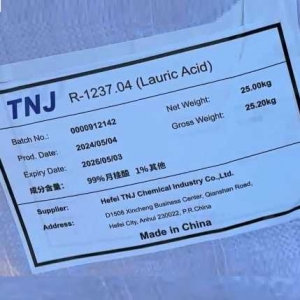 TNJ R-1237.04 (Lauric Acid)
Batch No.: 0000912142 Net Weight: 25.00kg
Prod. Date: 2024/05/04 Gross Weight: 25.20kg
Expiry Date: 2026/05/03
成分含量: 99%月桂酸 1%其他
Supplier: Hefei TNJ Chemical Industry Co.,Ltd.
Address: D1508 Xincheng Business Center, Qianshan Road,
Hefei City, Anhui 230022, P.R.China
Made in China